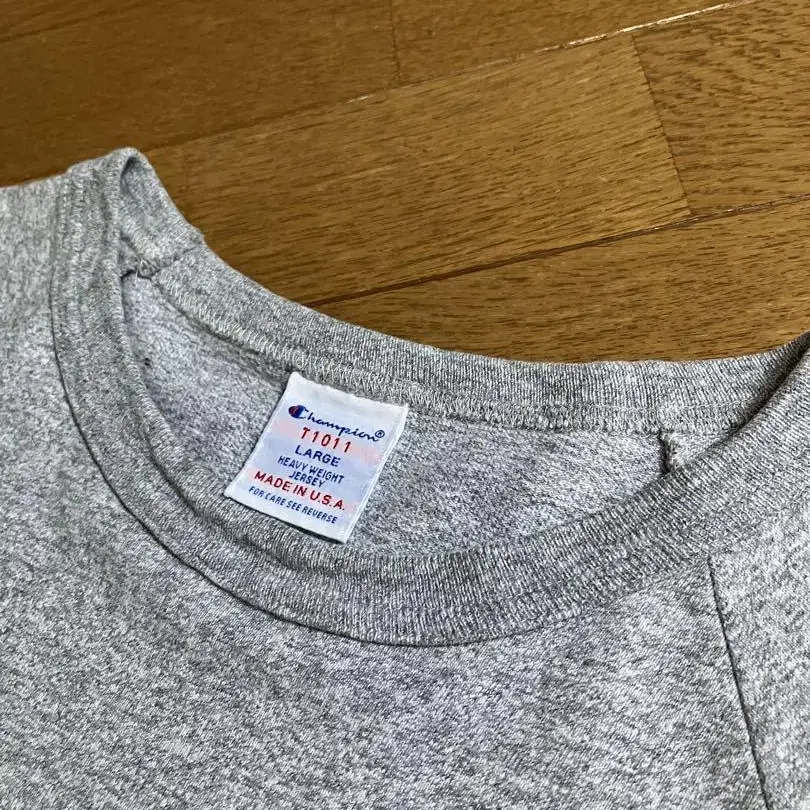 Champion®
T1011
LARGE
HEAVY WEIGHT
JERSEY
MADE IN U.S.A.
FOR CARE SEE REVERSE